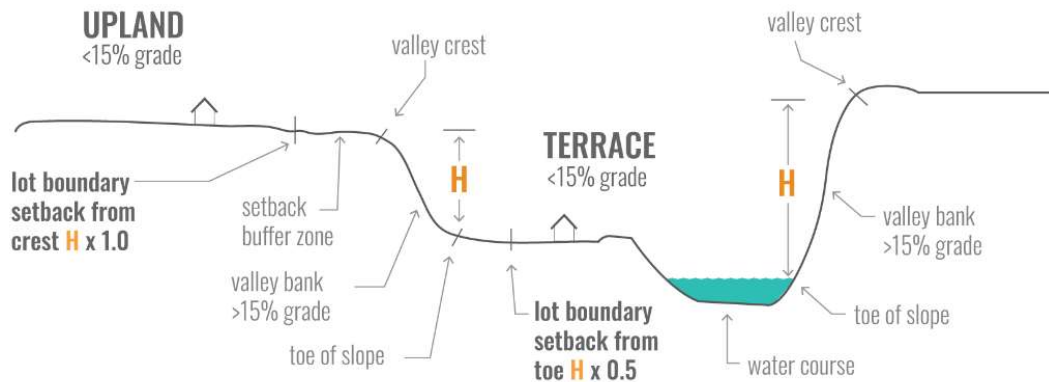 UPLAND
<15% grade
valley crest
valley crest
lot boundary
setback from
crest H x 1.0
setback
buffer zone
H
TERRACE
<15% grade
H
valley bank
>15% grade
valley bank
>15% grade
toe of slope
lot boundary
setback from
toe H x 0.5
toe of slope
water course